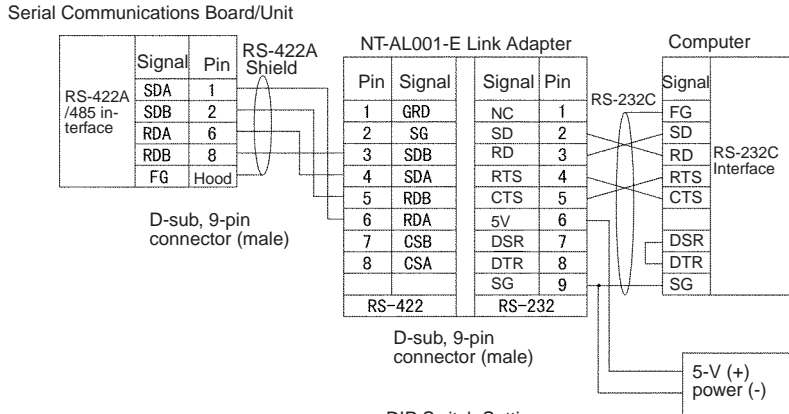 Serial Communications Board/Unit
RS-422A
/485 in-
terface
Signal Pin
SDA 1
SDB 2
RDA 6
RDB 8
FG Hood
RS-422A
Shield
D-sub, 9-pin
connector (male)
NT-AL001-E Link Adapter
Pin Signal Signal Pin
1 GRD NC 1
2 SG SD 2
3 SDB RD 3
4 SDA RTS 4
5 RDB CTS 5
6 RDA 5V 6
7 CSB DSR 7
8 CSA DTR 8
SG 9
RS-422 RS-232
D-sub, 9-pin
connector (male)
RS-232C
Computer
Signal
FG
SD
RD
RTS
CTS
DSR
DTR
SG
RS-232C
Interface
5-V (+)
power (-)